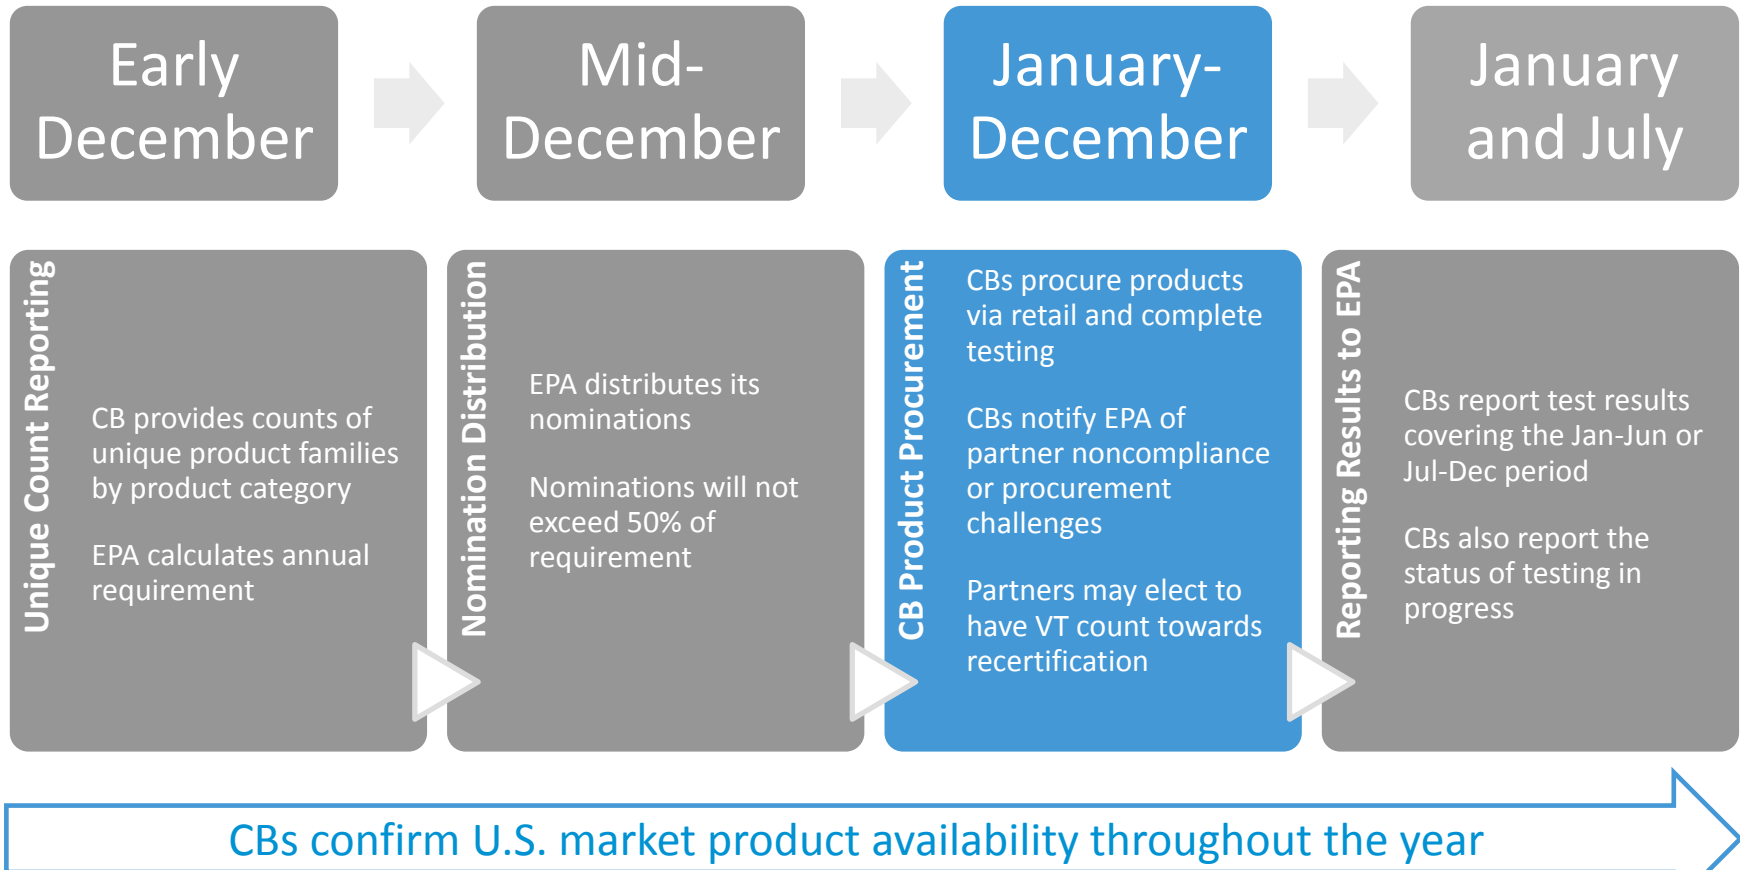 Early
December
Mid-
December
January-
December
January
and July
Unique Count Reporting
CB provides counts of
unique product families
by product category
EPA calculates annual
requirement
Nomination Distribution
EPA distributes its
nominations
Nominations will not
exceed 50% of
requirement
CB Product Procurement
CBs procure products
via retail and complete
testing
CBs notify EPA of
partner noncompliance
or procurement
challenges
Partners may elect to
have VT count towards
recertification
Reporting Results to EPA
CBs report test results
covering the Jan-Jun or
Jul-Dec period
CBs also report the
status of testing in
progress
CBs confirm U.S. market product availability throughout the year